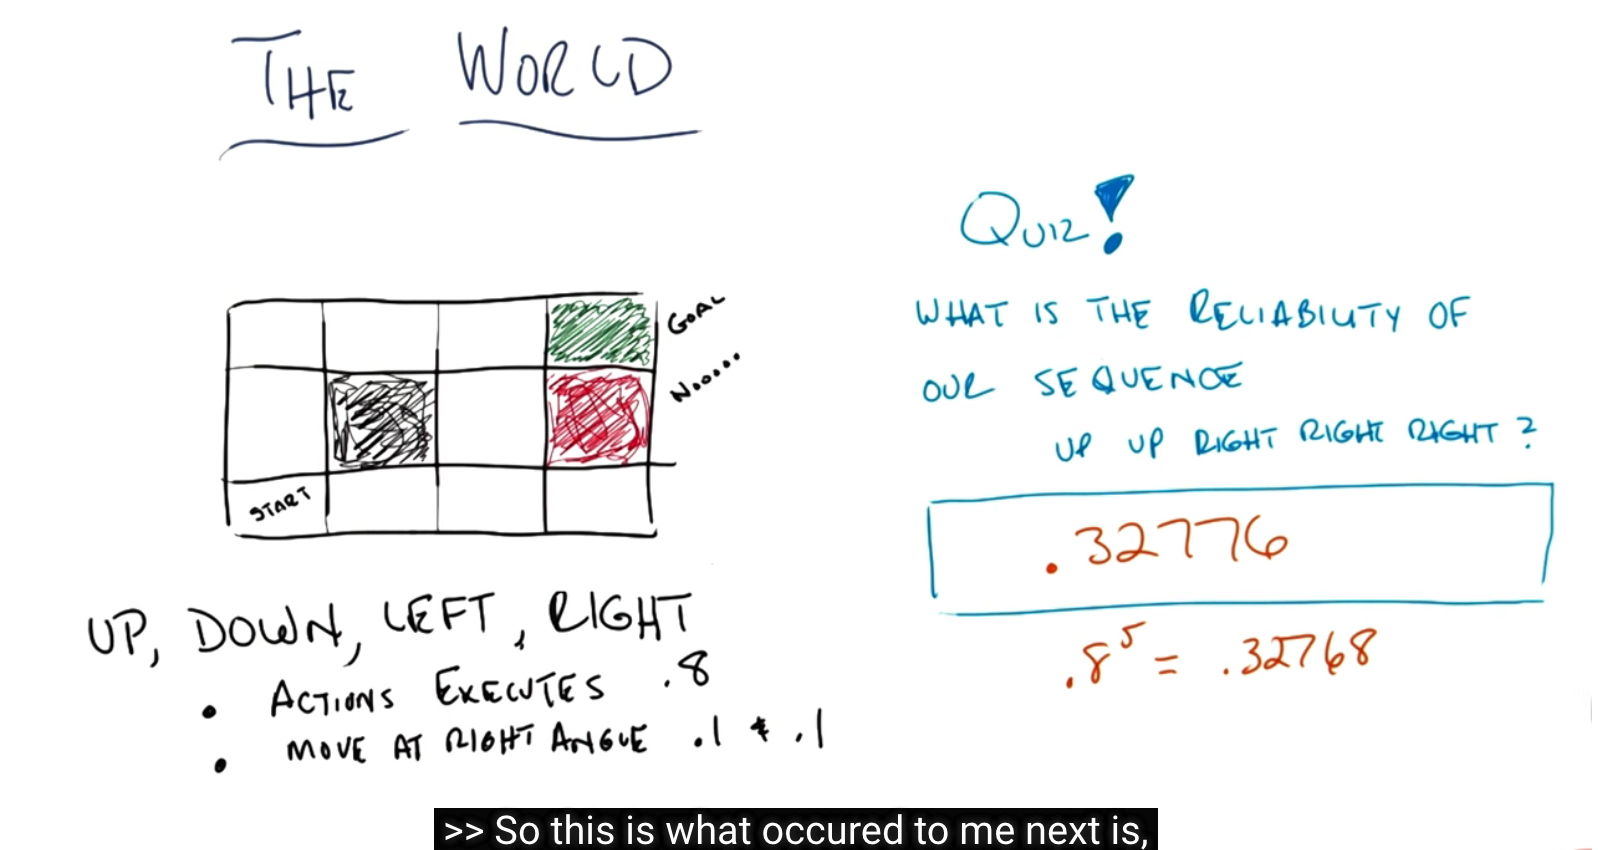 THE WORLD
QUIZ!
WHAT IS THE RELIABILITY OF
OUR SEQUENCE
UP UP RIGHT RIGHT RIGHT?
GOAL
NOOOOO
START
.32776
.8⁵ = .32768
UP, DOWN, LEFT, RIGHT
• ACTIONS EXECUTES .8
• MOVE AT RIGHT ANGLE .1 & .1
>> So this is what occured to me next is,